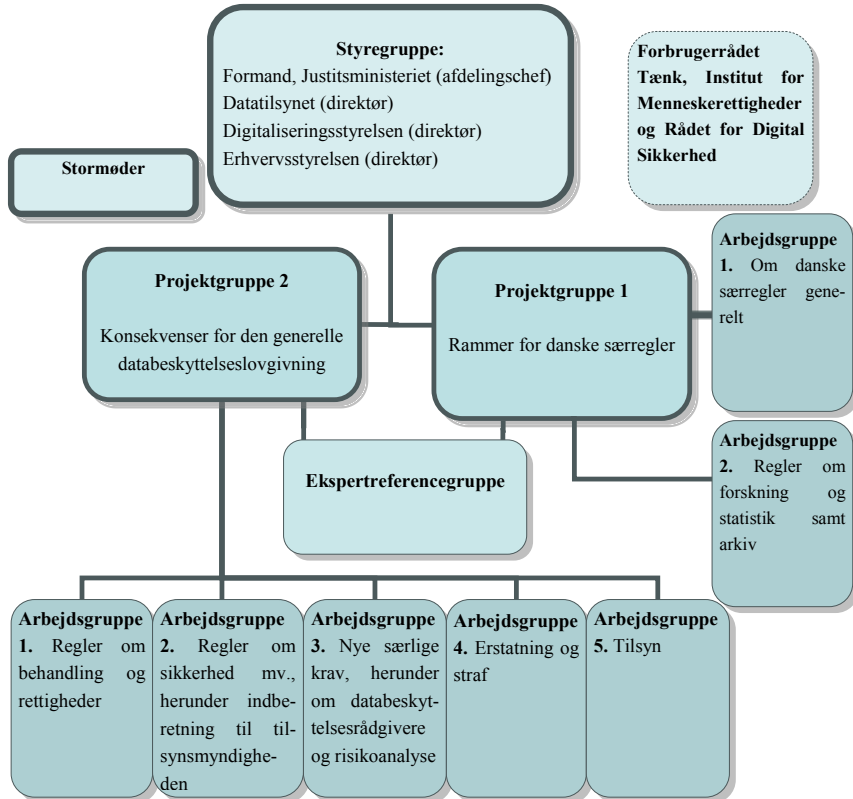 Styregruppe:
Formand, Justitsministeriet (afdelingschef)
Datatilsynet (direktør)
Digitaliseringsstyrelsen (direktør)
Erhvervsstyrelsen (direktør)
Forbrugerrådet
Tænk, Institut for
Menneskerettigheder
og Rådet for Digital
Sikkerhed
Stormøder
Projektgruppe 2
Konsekvenser for den generelle
databeskyttelseslovgivning
Projektgruppe 1
Rammer for danske særregler
Arbejdsgruppe
1. Om danske
særregler gene-
relt
Arbejdsgruppe
2. Regler om
forskning og
statistik samt
arkiv
Ekspertreferencegruppe
Arbejdsgruppe
1. Regler om
behandling og
rettigheder
Arbejdsgruppe
2. Regler om
sikkerhed mv.,
herunder indbe-
retning til til-
synsmyndighe-
den
Arbejdsgruppe
3. Nye særlige
krav, herunder
om databeskyt-
telsesrådgivere
og risikoanalyse
Arbejdsgruppe
4. Erstatning og
straf
Arbejdsgruppe
5. Tilsyn